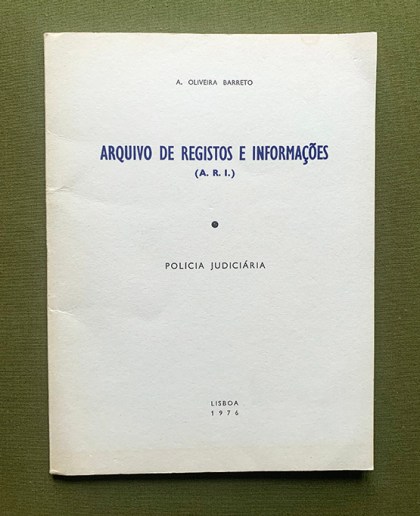 A. OLIVEIRA BARRETO
ARQUIVO DE REGISTOS E INFORMAÇÕES
(A. R. I.)
POLICIA JUDICIÁRIA
LISBOA
1976